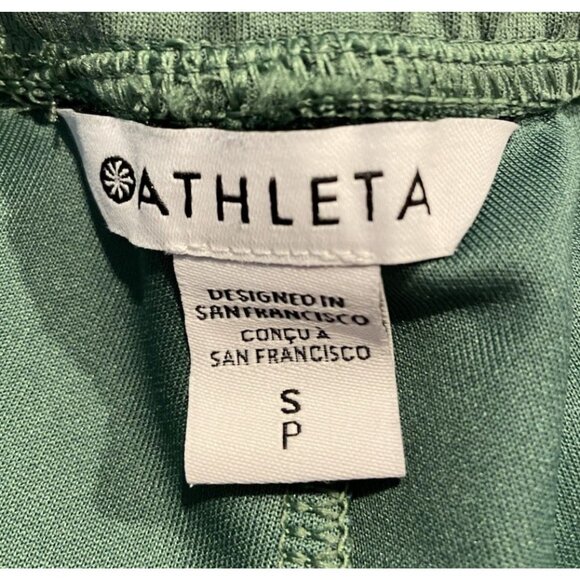 ATHLETA
DESIGNED IN
SAN FRANCISCO
CONÇU À
SAN FRANCISCO
S
P